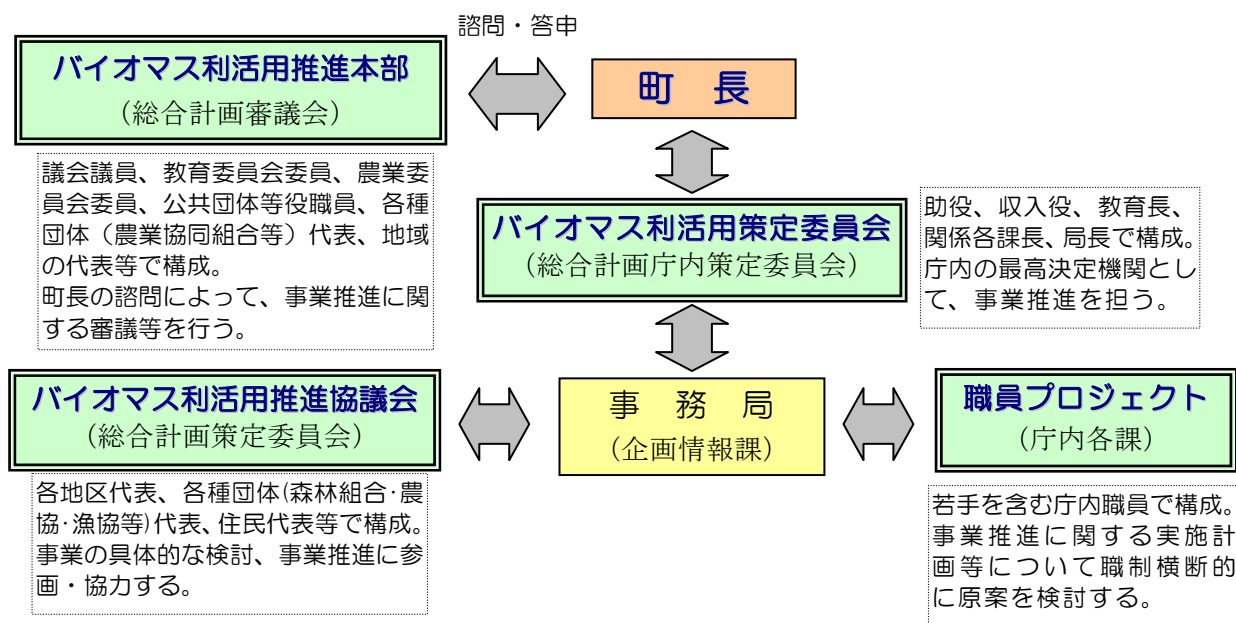 諮問・答申
バイオマス利活用推進本部
（総合計画審議会）
町　長
議会議員、教育委員会委員、農業委
員会委員、公共団体等役職員、各種
団体（農業協同組合等）代表、地域
の代表等で構成。
町長の諮問によって、事業推進に関
する審議等を行う。
バイオマス利活用策定委員会
（総合計画庁内策定委員会）
助役、収入役、教育長、
関係各課長、局長で構成。
庁内の最高決定機関とし
て、事業推進を担う。
バイオマス利活用推進協議会
（総合計画策定委員会）
事　務　局
（企画情報課）
職員プロジェクト
（庁内各課）
各地区代表、各種団体(森林組合･農
協･漁協等)代表、住民代表等で構成。
事業の具体的な検討、事業推進に参
画・協力する。
若手を含む庁内職員で構成。
事業推進に関する実施計
画等について職制横断的
に原案を検討する。